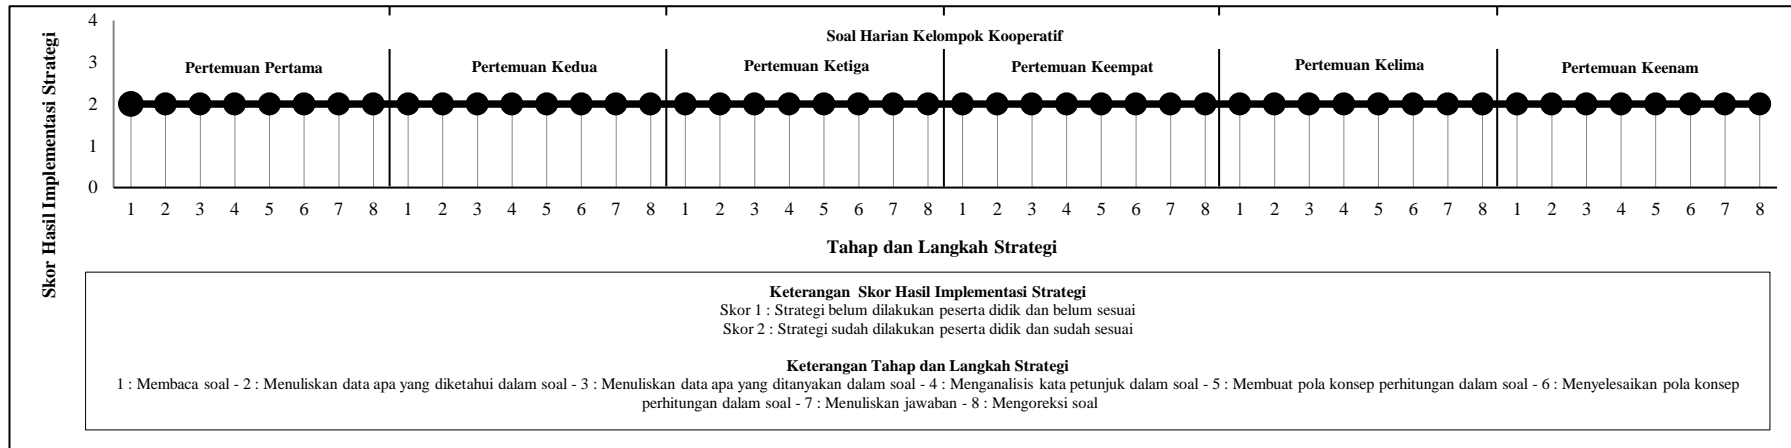 Skor Hasil Implementasi Strategi
4
3
2
1
0
Soal Harian Kelompok Kooperatif
Pertemuan Pertama
Pertemuan Kedua
Pertemuan Ketiga
Pertemuan Keempat
Pertemuan Kelima
Pertemuan Keenam
1 2 3 4 5 6 7 8 1 2 3 4 5 6 7 8 1 2 3 4 5 6 7 8 1 2 3 4 5 6 7 8 1 2 3 4 5 6 7 8 1 2 3 4 5 6 7 8
Tahap dan Langkah Strategi
Keterangan Skor Hasil Implementasi Strategi
Skor 1 : Strategi belum dilakukan peserta didik dan belum sesuai
Skor 2 : Strategi sudah dilakukan peserta didik dan sudah sesuai
Keterangan Tahap dan Langkah Strategi
1 : Membaca soal - 2 : Menuliskan data apa yang diketahui dalam soal - 3 : Menuliskan data apa yang ditanyakan dalam soal - 4 : Menganalisis kata petunjuk dalam soal - 5 : Membuat pola konsep perhitungan dalam soal - 6 : Menyelesaikan pola konsep
perhitungan dalam soal - 7 : Menuliskan jawaban - 8 : Mengoreksi soal